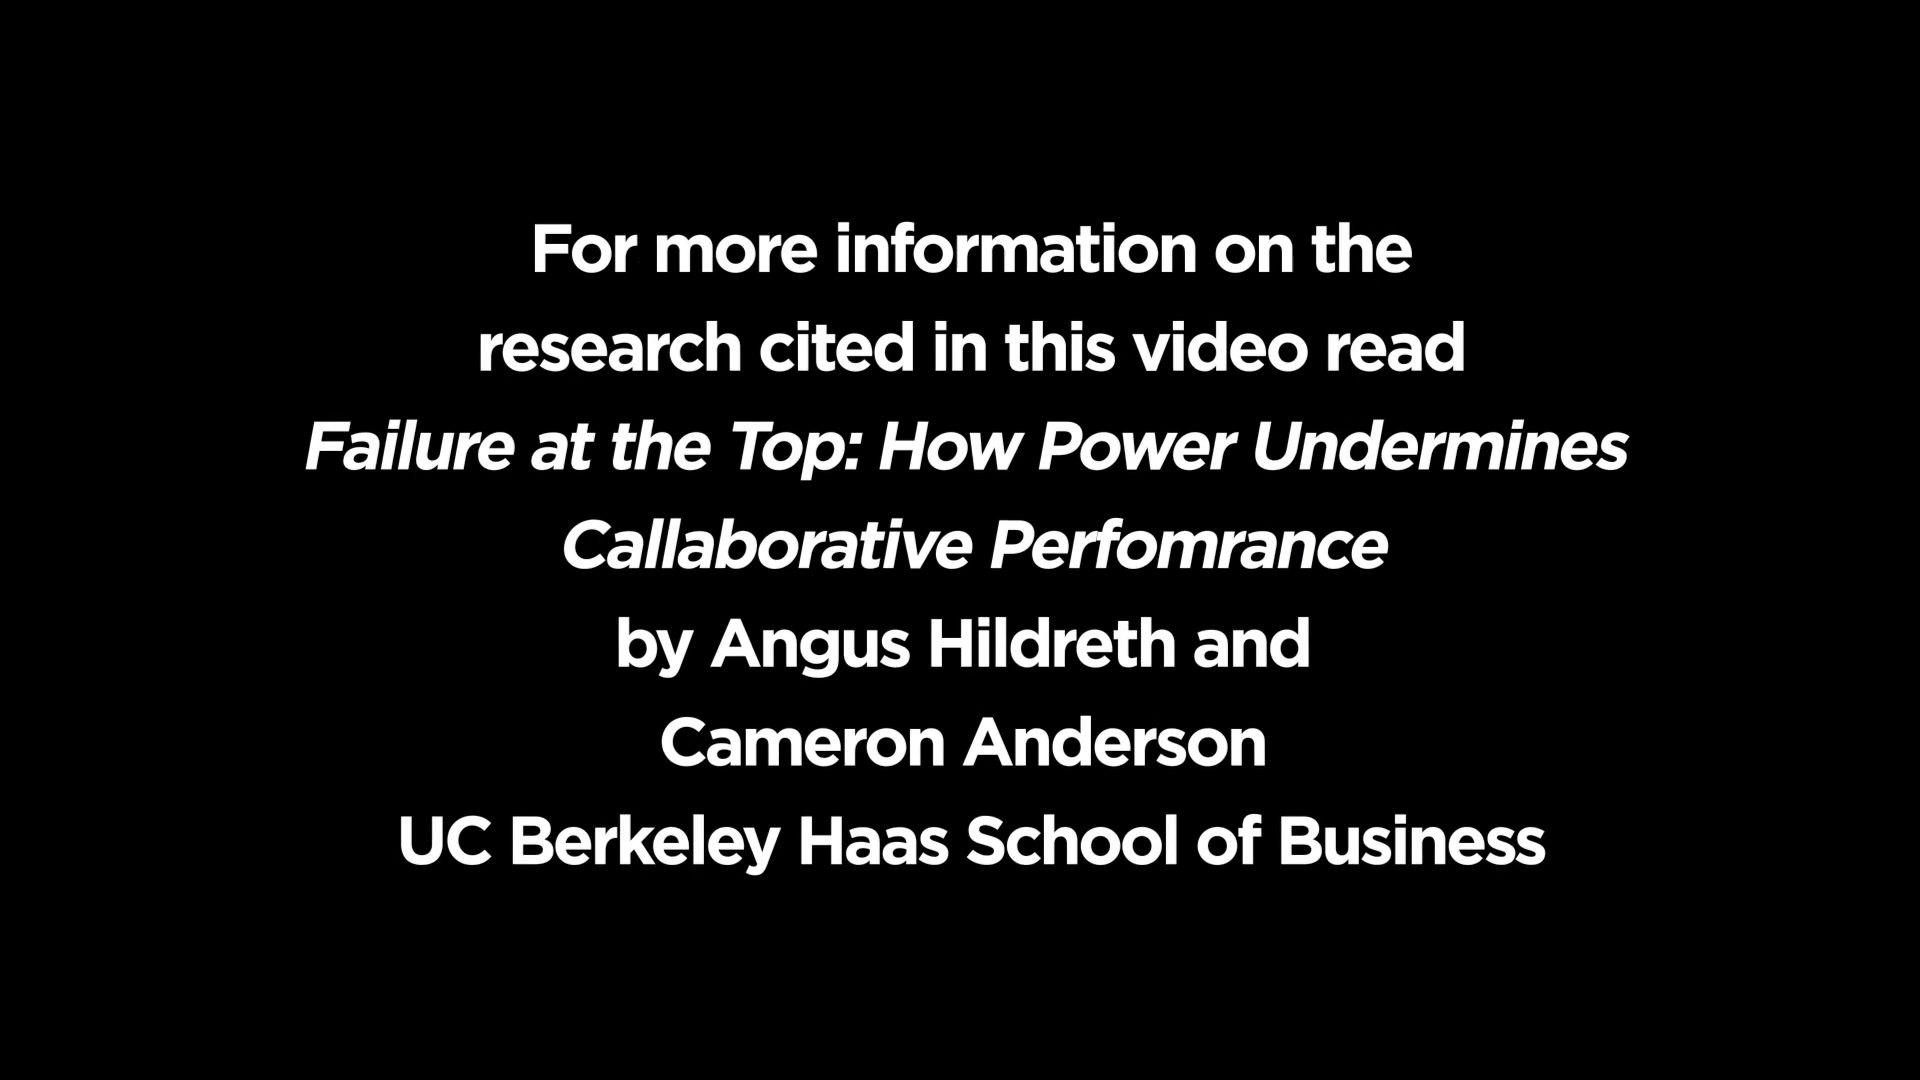 For more information on the
research cited in this video read
Failure at the Top: How Power Undermines
Callaborative Perfomrance
by Angus Hildreth and
Cameron Anderson
UC Berkeley Haas School of Business